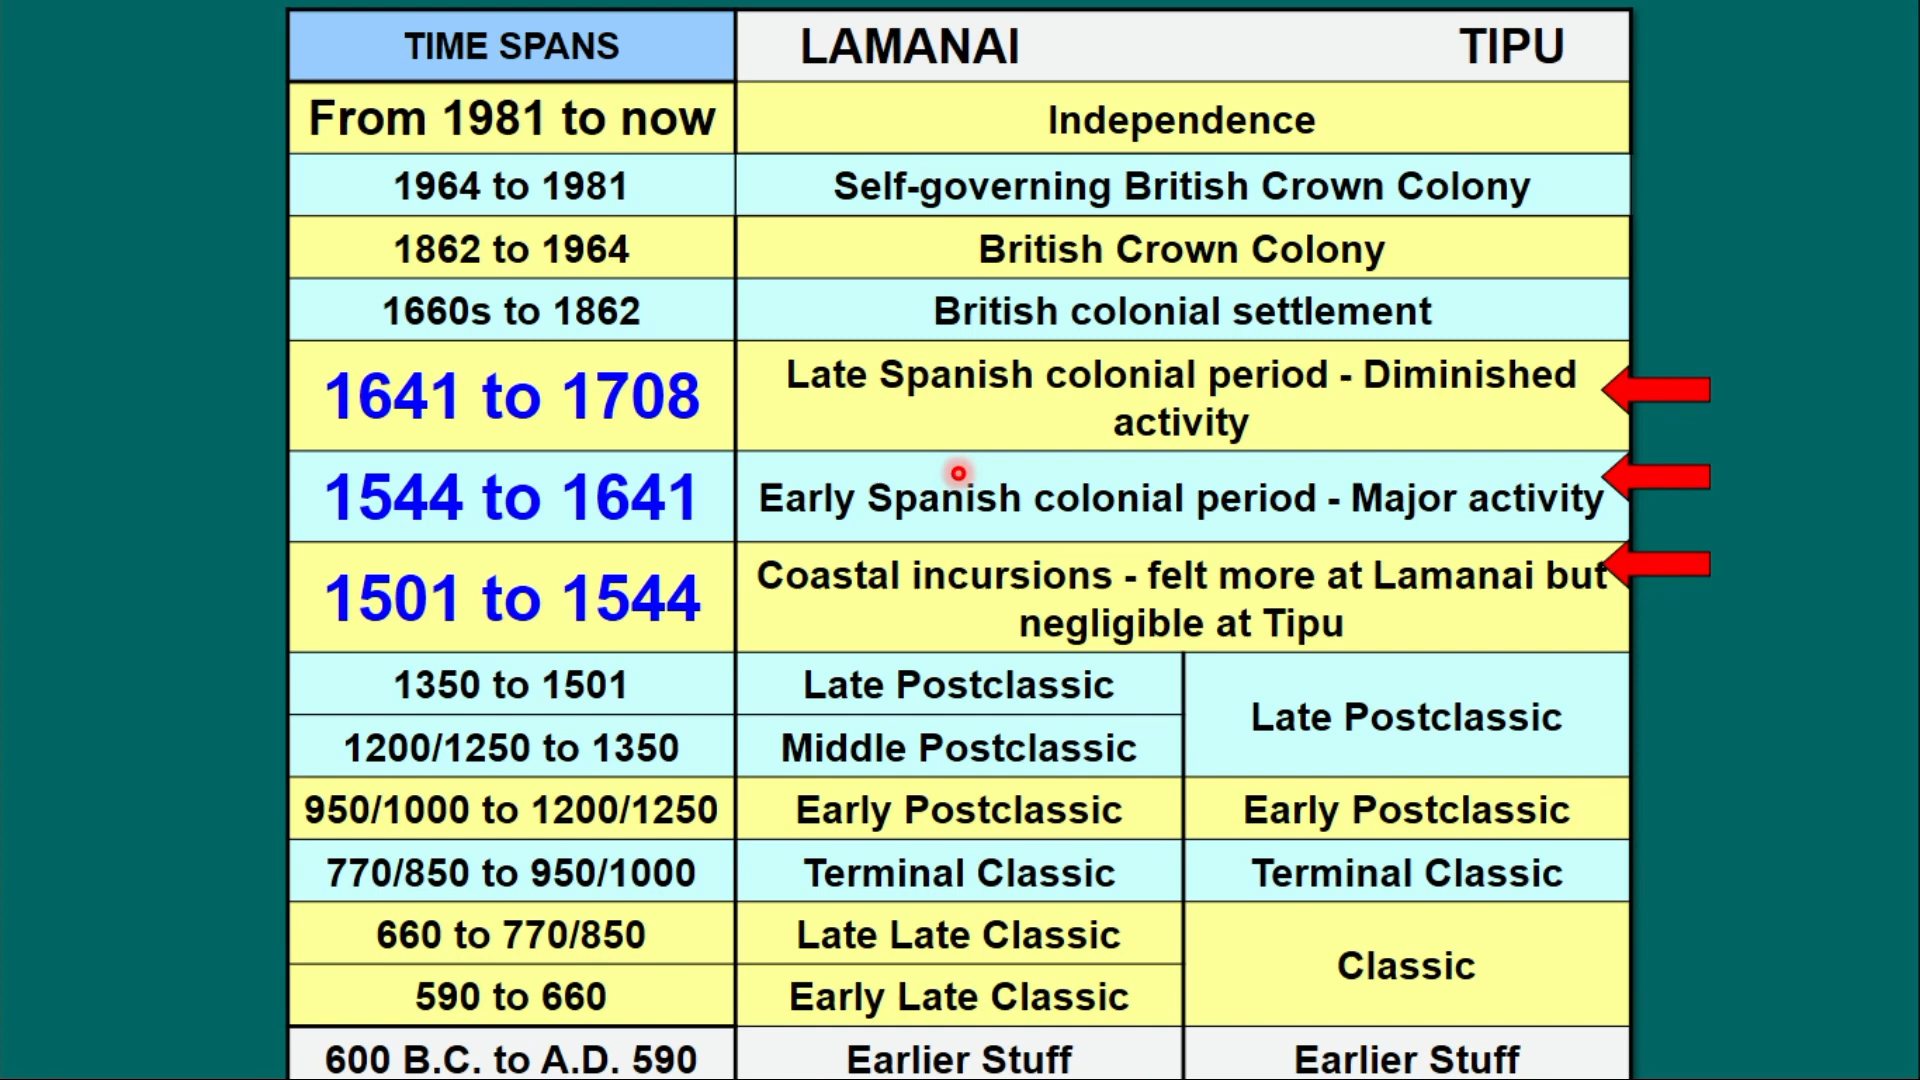 TIME SPANS LAMANAI TIPU
From 1981 to now Independence
1964 to 1981 Self-governing British Crown Colony
1862 to 1964 British Crown Colony
1660s to 1862 British colonial settlement
1641 to 1708 Late Spanish colonial period - Diminished
activity
1544 to 1641 Early Spanish colonial period - Major activity
1501 to 1544 Coastal incursions - felt more at Lamanai but
negligible at Tipu
1350 to 1501 Late Postclassic
Late Postclassic
1200/1250 to 1350 Middle Postclassic
950/1000 to 1200/1250 Early Postclassic Early Postclassic
770/850 to 950/1000 Terminal Classic Terminal Classic
660 to 770/850 Late Late Classic
Classic
590 to 660 Early Late Classic
600 B.C. to A.D. 590 Earlier Stuff Earlier Stuff